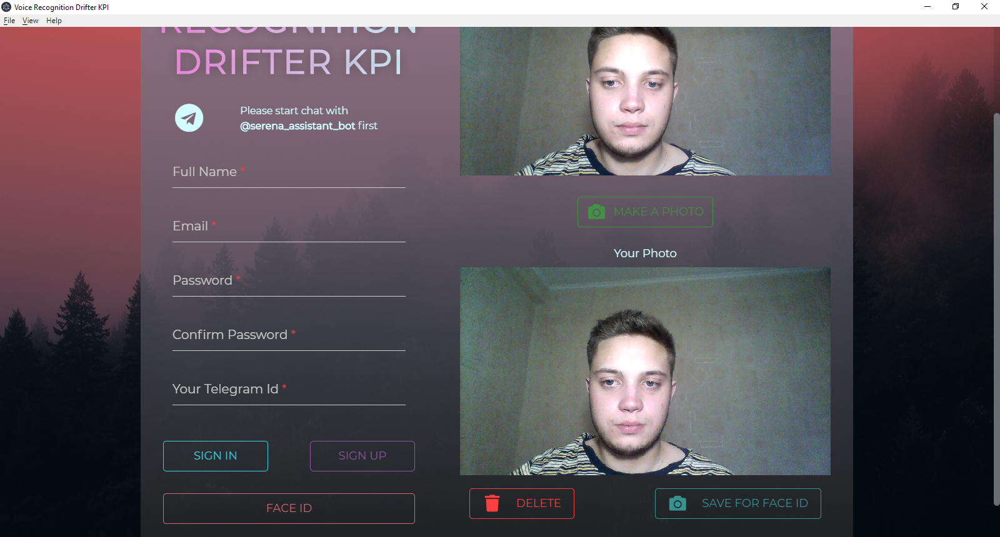 Voice Recognition Drifter KPI
File View Help
RECOGNITION
DRIFTER KPI
Please start chat with
@serena_assistant_bot first
Full Name *
Email *
Password *
Confirm Password *
Your Telegram Id *
SIGN IN
SIGN UP
FACE ID
MAKE A PHOTO
Your Photo
DELETE
SAVE FOR FACE ID